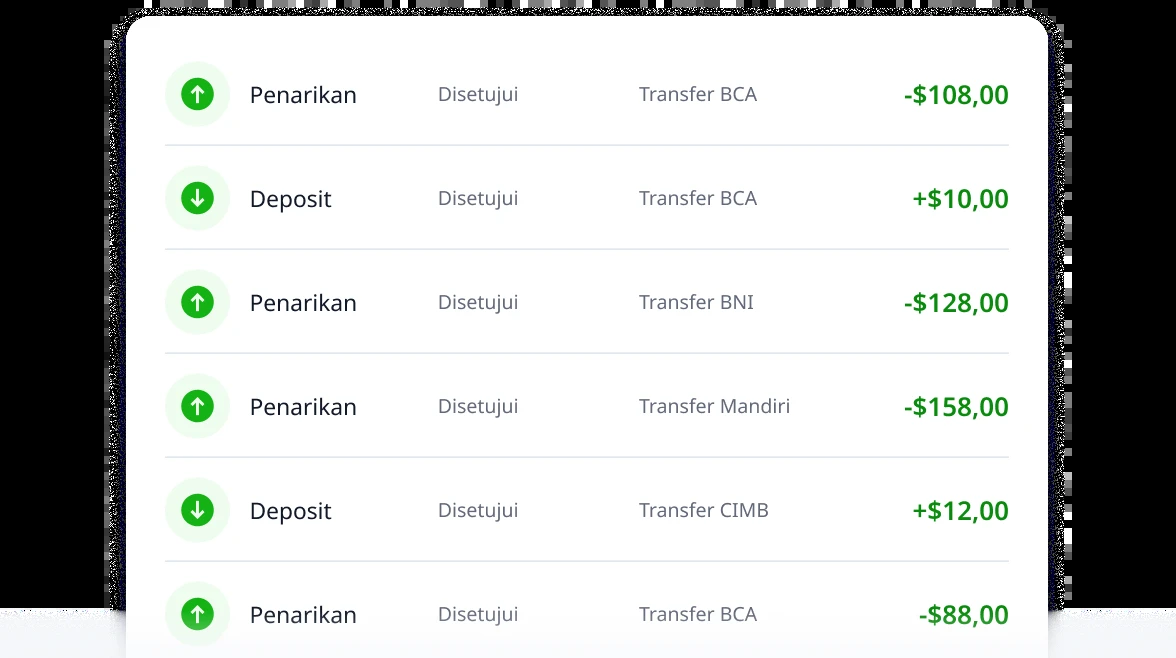 Penarikan Disetujui Transfer BCA -$108,00
Deposit Disetujui Transfer BCA +$10,00
Penarikan Disetujui Transfer BNI -$128,00
Penarikan Disetujui Transfer Mandiri -$158,00
Deposit Disetujui Transfer CIMB +$12,00
Penarikan Disetujui Transfer BCA -$88,00